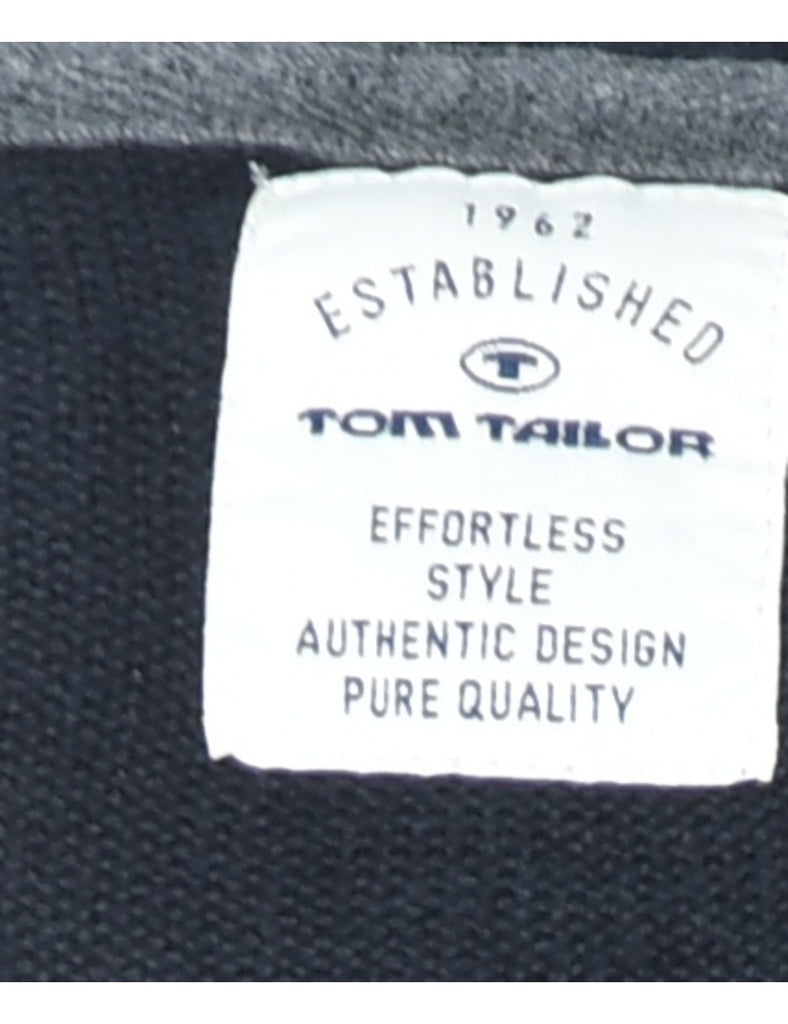 1962
ESTABLISHED
T
TOM TAILOR
EFFORTLESS
STYLE
AUTHENTIC DESIGN
PURE QUALITY